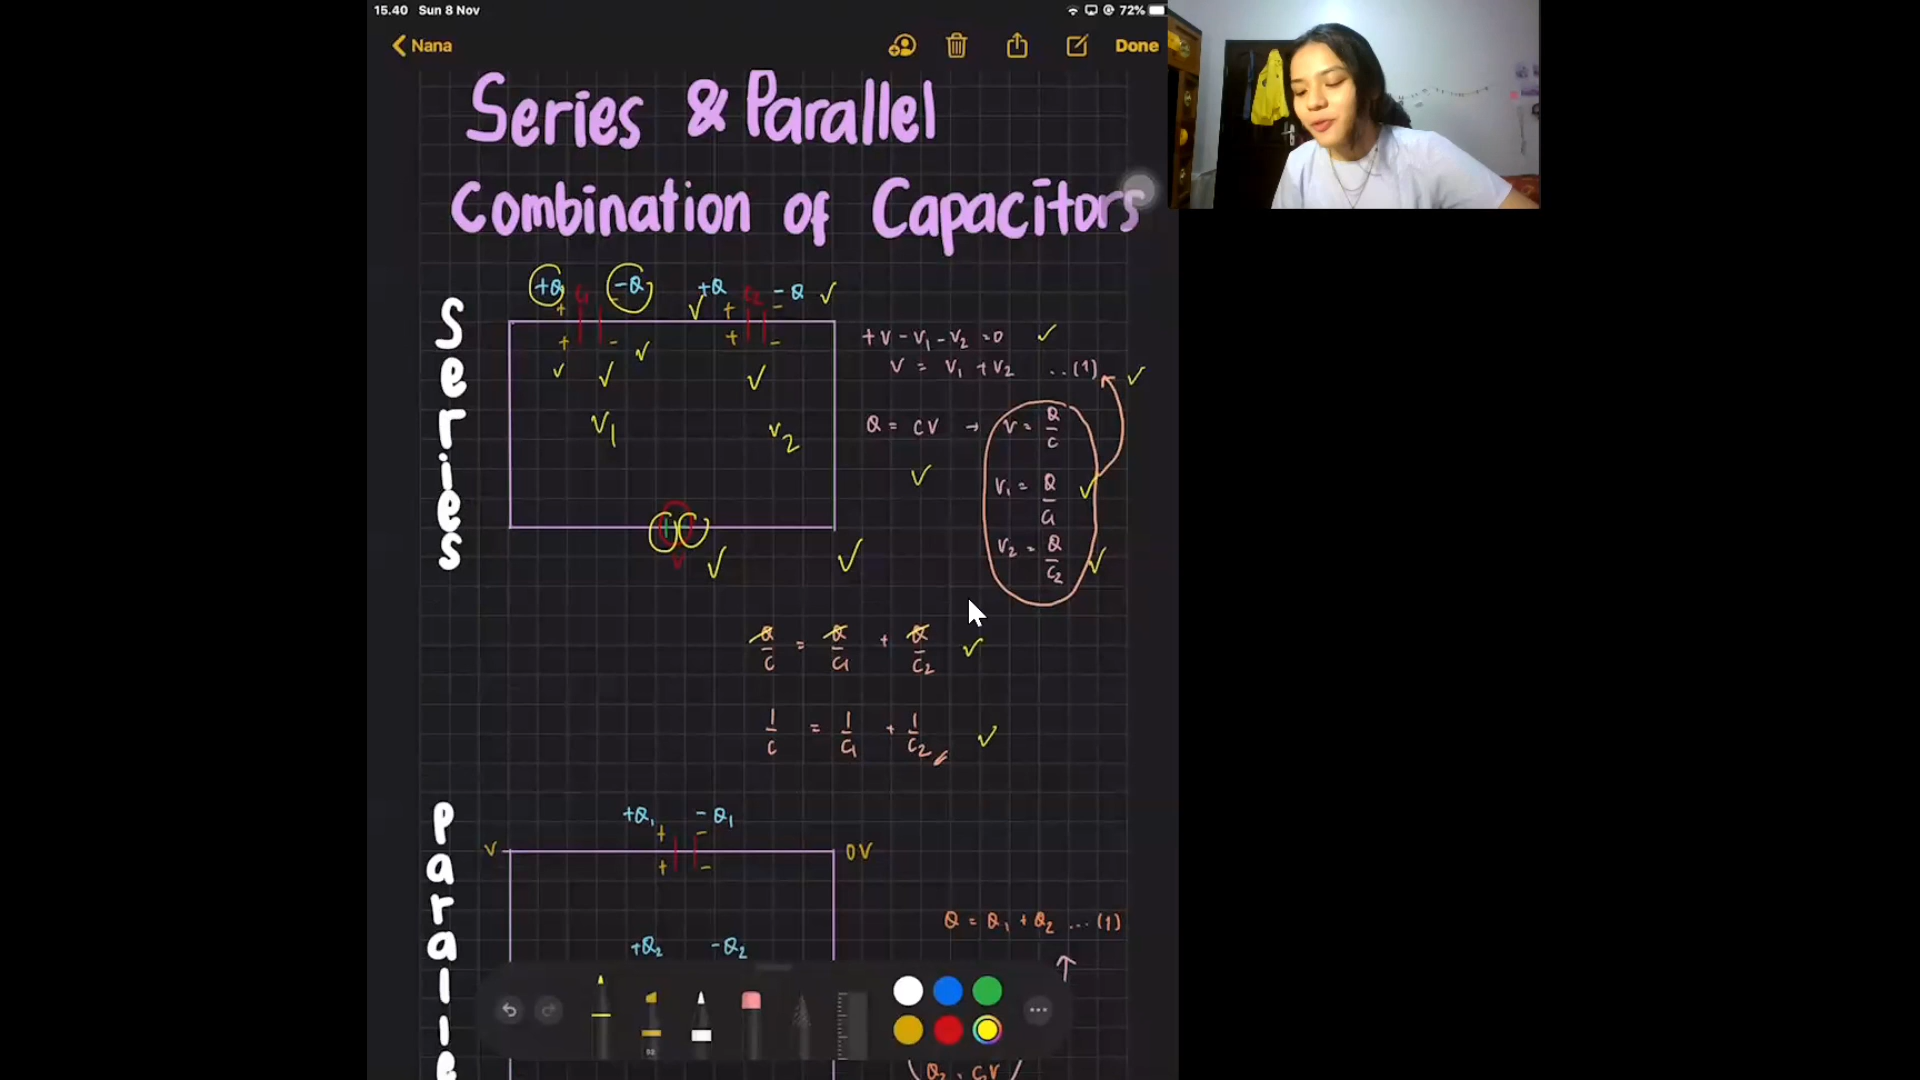 15.40 Sun 8 Nov
72%
Nana
Done
Series & Parallel
Combination of Capacitors
Series
+Q C1 -Q +Q C2 -Q
+ - + -
+ - + -
V1 V2
V
+V - V1 - V2 = 0
V = V1 + V2 ...(1)
Q = CV → V = Q/C
V1 = Q/C1
V2 = Q/C2
Q/C = Q/C1 + Q/C2
1/C = 1/C1 + 1/C2
Paralle
+Q1 -Q1
+ -
V 0V
+ -
Q = Q1 + Q2 ...(1)
+Q2 -Q2